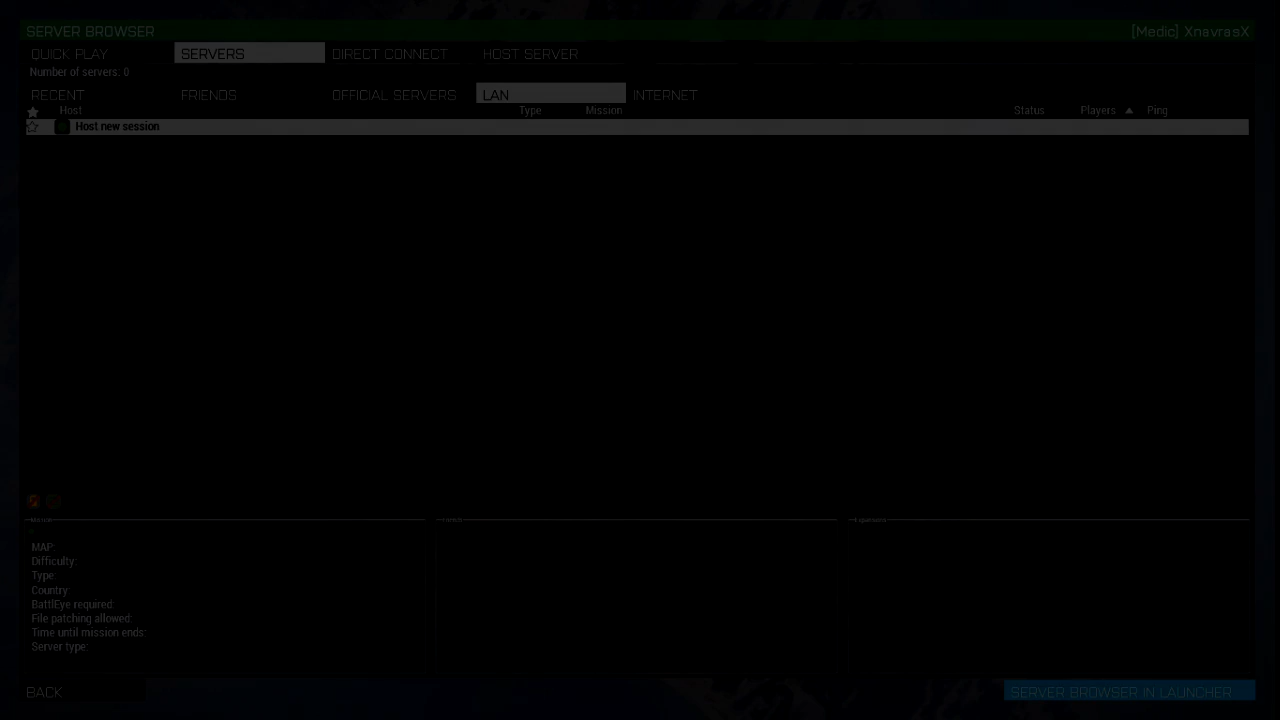 SERVER BROWSER [Medic] XnavrasX
QUICK PLAY SERVERS DIRECT CONNECT HOST SERVER
Number of servers: 0
RECENT FRIENDS OFFICIAL SERVERS LAN INTERNET
Host Type Mission Status Players Ping
Host new session
Expansions
MAP:
Difficulty:
Type:
Country:
BattlEye required:
File patching allowed:
Time until mission ends:
Server type:
BACK SERVER BROWSER IN LAUNCHER